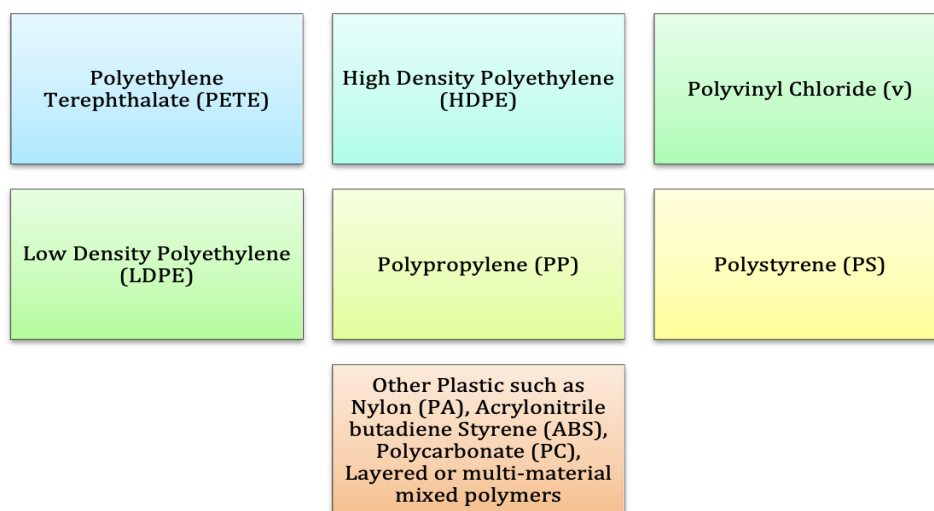 Polyethylene
Terephthalate (PETE)
High Density Polyethylene
(HDPE)
Polyvinyl Chloride (v)
Low Density Polyethylene
(LDPE)
Polypropylene (PP)
Polystyrene (PS)
Other Plastic such as
Nylon (PA), Acrylonitrile
butadiene Styrene (ABS),
Polycarbonate (PC),
Layered or multi-material
mixed polymers